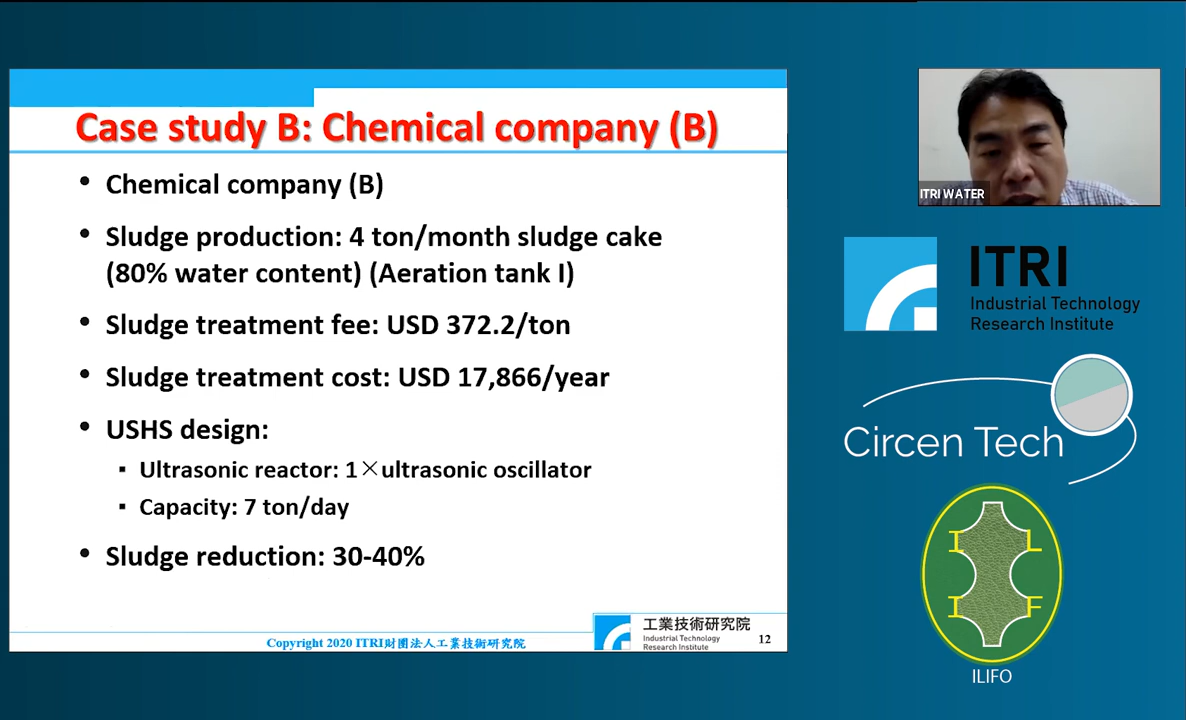 Case study B: Chemical company (B)
• Chemical company (B)
• Sludge production: 4 ton/month sludge cake
(80% water content) (Aeration tank I)
• Sludge treatment fee: USD 372.2/ton
• Sludge treatment cost: USD 17,866/year
• USHS design:
▪ Ultrasonic reactor: 1×ultrasonic oscillator
▪ Capacity: 7 ton/day
• Sludge reduction: 30-40%
Copyright 2020 ITRI財團法人工業技術研究院
工業技術研究院
Industrial Technology
Research Institute
12
ITRI WATER
ITRI
Industrial Technology
Research Institute
Circen Tech
I L
I F
ILIFO